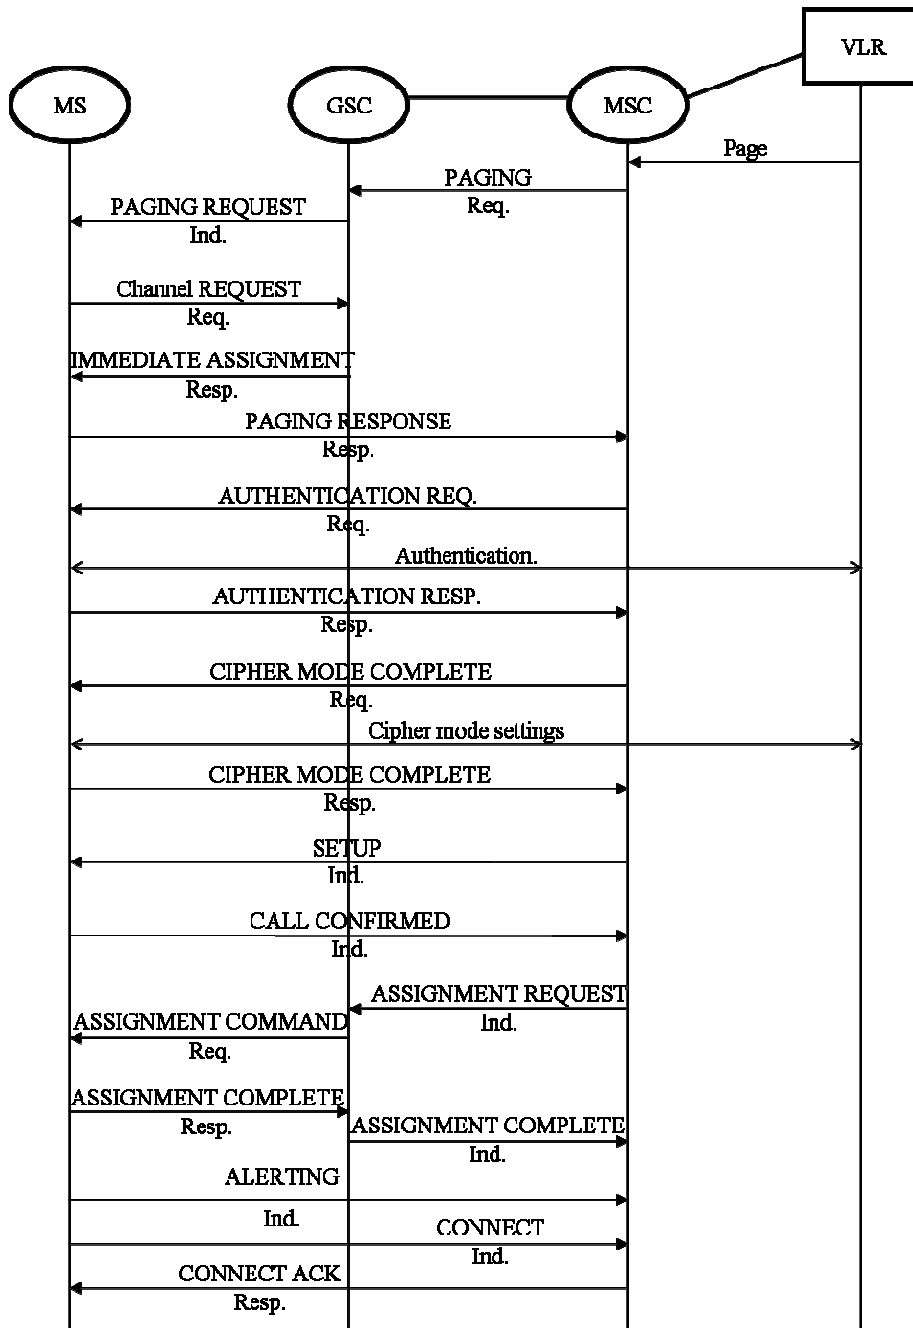 VLR
MS
GSC
MSC
Page
PAGING
Req.
PAGING REQUEST
Ind.
Channel REQUEST
Req.
IMMEDIATE ASSIGNMENT
Resp.
PAGING RESPONSE
Resp.
AUTHENTICATION REQ.
Req.
Authentication.
AUTHENTICATION RESP.
Resp.
CIPHER MODE COMPLETE
Req.
Cipher mode settings
CIPHER MODE COMPLETE
Resp.
SETUP
Ind.
CALL CONFIRMED
Ind.
ASSIGNMENT REQUEST
Ind.
ASSIGNMENT COMMAND
Req.
ASSIGNMENT COMPLETE
Resp.
ASSIGNMENT COMPLETE
Ind.
ALERTING
Ind.
CONNECT
Ind.
CONNECT ACK
Resp.